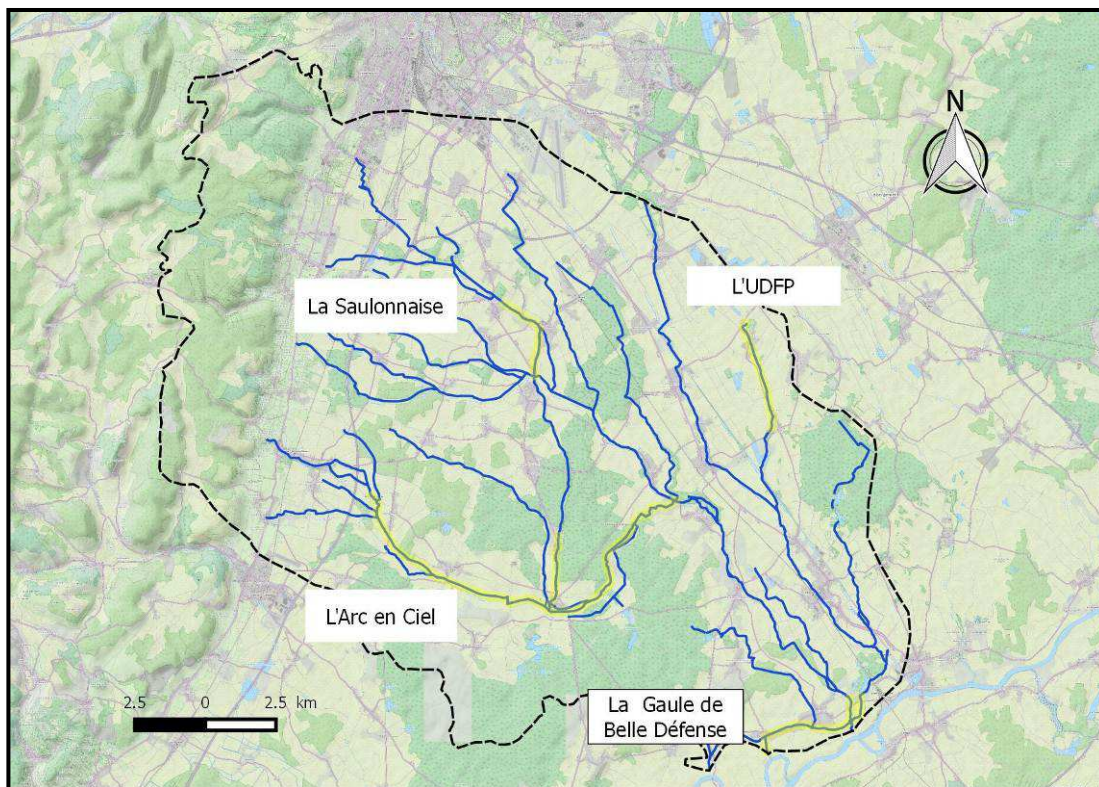 N
L'UDFP
La Saulonnaise
L'Arc en Ciel
2.5 0 2.5 km
La Gaule de
Belle Défense